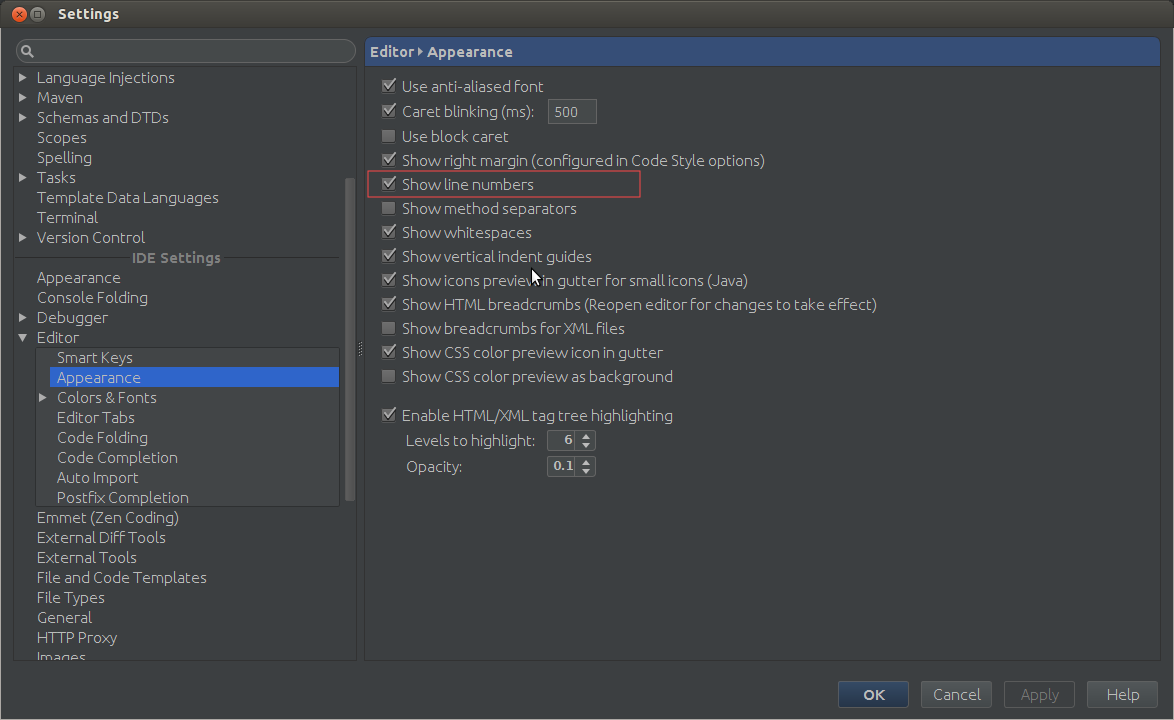 Settings
Language Injections
Maven
Schemas and DTDs
Scopes
Spelling
Tasks
Template Data Languages
Terminal
Version Control
IDE Settings
Appearance
Console Folding
Debugger
Editor
Smart Keys
Appearance
Colors & Fonts
Editor Tabs
Code Folding
Code Completion
Auto Import
Postfix Completion
Emmet (Zen Coding)
External Diff Tools
External Tools
File and Code Templates
File Types
General
HTTP Proxy
Images
Editor Appearance
Use anti-aliased font
Caret blinking (ms): 500
Use block caret
Show right margin (configured in Code Style options)
Show line numbers
Show method separators
Show whitespaces
Show vertical indent guides
Show icons preview in gutter for small icons (Java)
Show HTML breadcrumbs (Reopen editor for changes to take effect)
Show breadcrumbs for XML files
Show CSS color preview icon in gutter
Show CSS color preview as background
Enable HTML/XML tag tree highlighting
Levels to highlight: 6
Opacity: 0.1
OK Cancel Apply Help